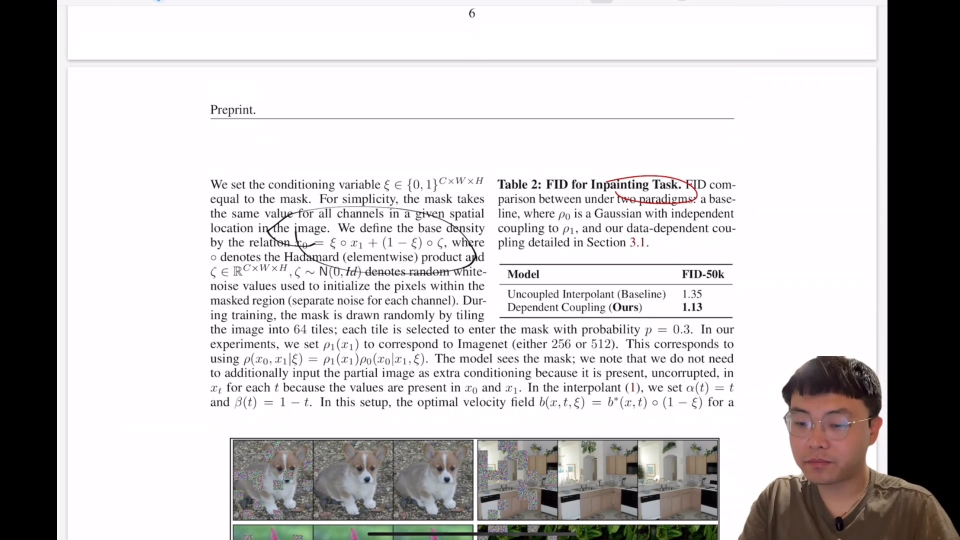 6
Preprint.
We set the conditioning variable ξ ∈ {0, 1}^{C×W×H}
equal to the mask. For simplicity, the mask takes
the same value for all channels in a given spatial
location in the image. We define the base density
by the relation x₀ = ξ ∘ x₁ + (1 − ξ) ∘ ζ, where
∘ denotes the Hadamard (elementwise) product and
ζ ∈ ℝ^{C×W×H}, ζ ∼ N(0, Id) denotes random white-
noise values used to initialize the pixels within the
masked region (separate noise for each channel). Dur-
ing training, the mask is drawn randomly by tiling
Table 2: FID for Inpainting Task. FID com-
parison between under two paradigms: a base-
line, where ρ₀ is a Gaussian with independent
coupling to ρ₁, and our data-dependent cou-
pling detailed in Section 3.1.
Model FID-50k
Uncoupled Interpolant (Baseline) 1.35
Dependent Coupling (Ours) 1.13
the image into 64 tiles; each tile is selected to enter the mask with probability p = 0.3. In our
experiments, we set ρ₁(x₁) to correspond to Imagenet (either 256 or 512). This corresponds to
using ρ(x₀, x₁|ξ) = ρ₁(x₁)ρ₀(x₀|x₁, ξ). The model sees the mask; we note that we do not need
to additionally input the partial image as extra conditioning because it is present, uncorrupted, in
xₜ for each t because the values are present in x₀ and x₁. In the interpolant (1), we set α(t) = t
and β(t) = 1 − t. In this setup, the optimal velocity field b(x, t, ξ) = b*(x, t) ∘ (1 − ξ) for a